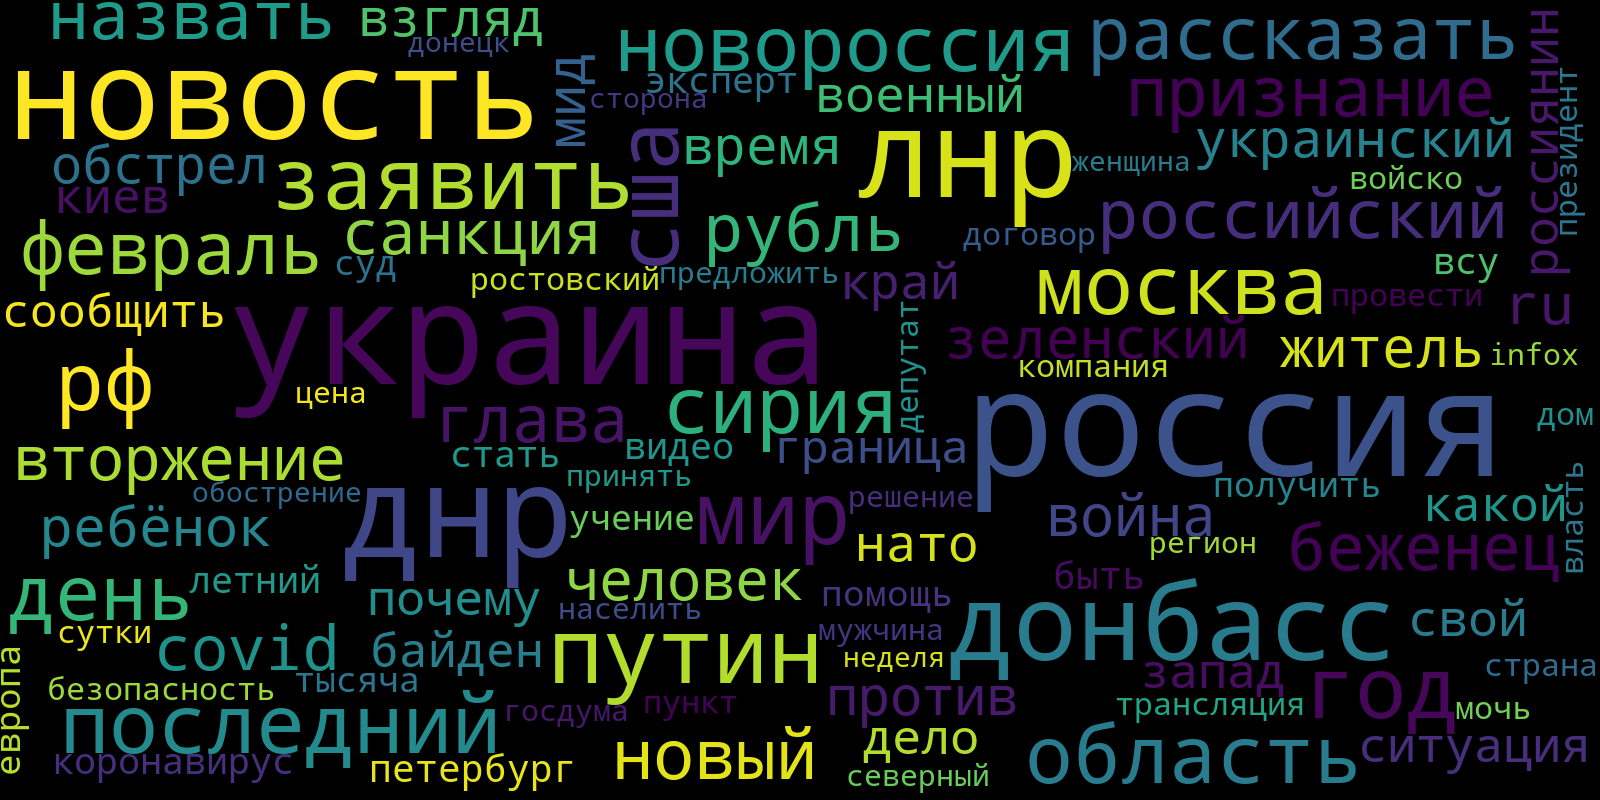 назвать
взгляд
донецк
новороссия
рассказать
россиянин
новость
мид
эксперт
сторона
военный
признание
президент
обстрел
заявить
сша
время
лнр
женщина
украинский
киев
войско
февраль
санкция
рубль
договор
российский
суд
ростовский
предложить
край
москва
всу
провести
ru
сообщить
украина
депутат
зеленский
житель
infox
компания
рф
цена
глава
сирия
россия
дом
вторжение
стать
видео
граница
принять
получить
власть
обострение
днр
мир
решение
какой
ребёнок
учение
нато
война
регион
беженец
день
летний
почему
человек
помощь
быть
населить
донбасс
свой
сутки
covid
байден
путин
мужчина
неделя
запад
страна
европа
безопасность
тысяча
пункт
против
трансляция
год
мочь
последний
госдума
новый
дело
область
ситуация
коронавирус
петербург
северный